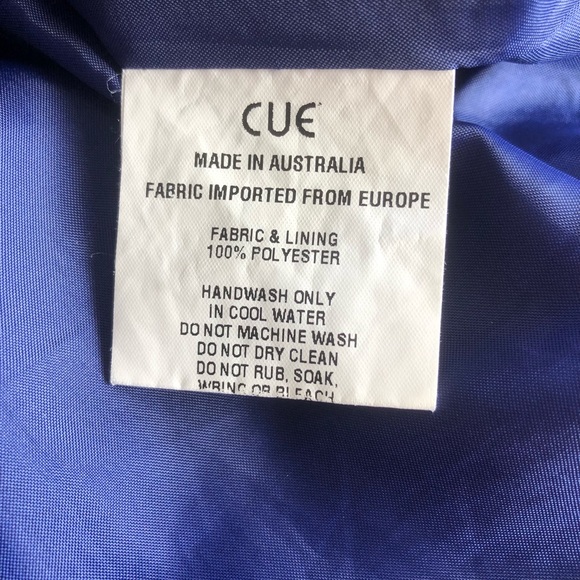 CUE
MADE IN AUSTRALIA
FABRIC IMPORTED FROM EUROPE
FABRIC & LINING
100% POLYESTER
HANDWASH ONLY
IN COOL WATER
DO NOT MACHINE WASH
DO NOT DRY CLEAN
DO NOT RUB, SOAK,
WRING OR BLEACH